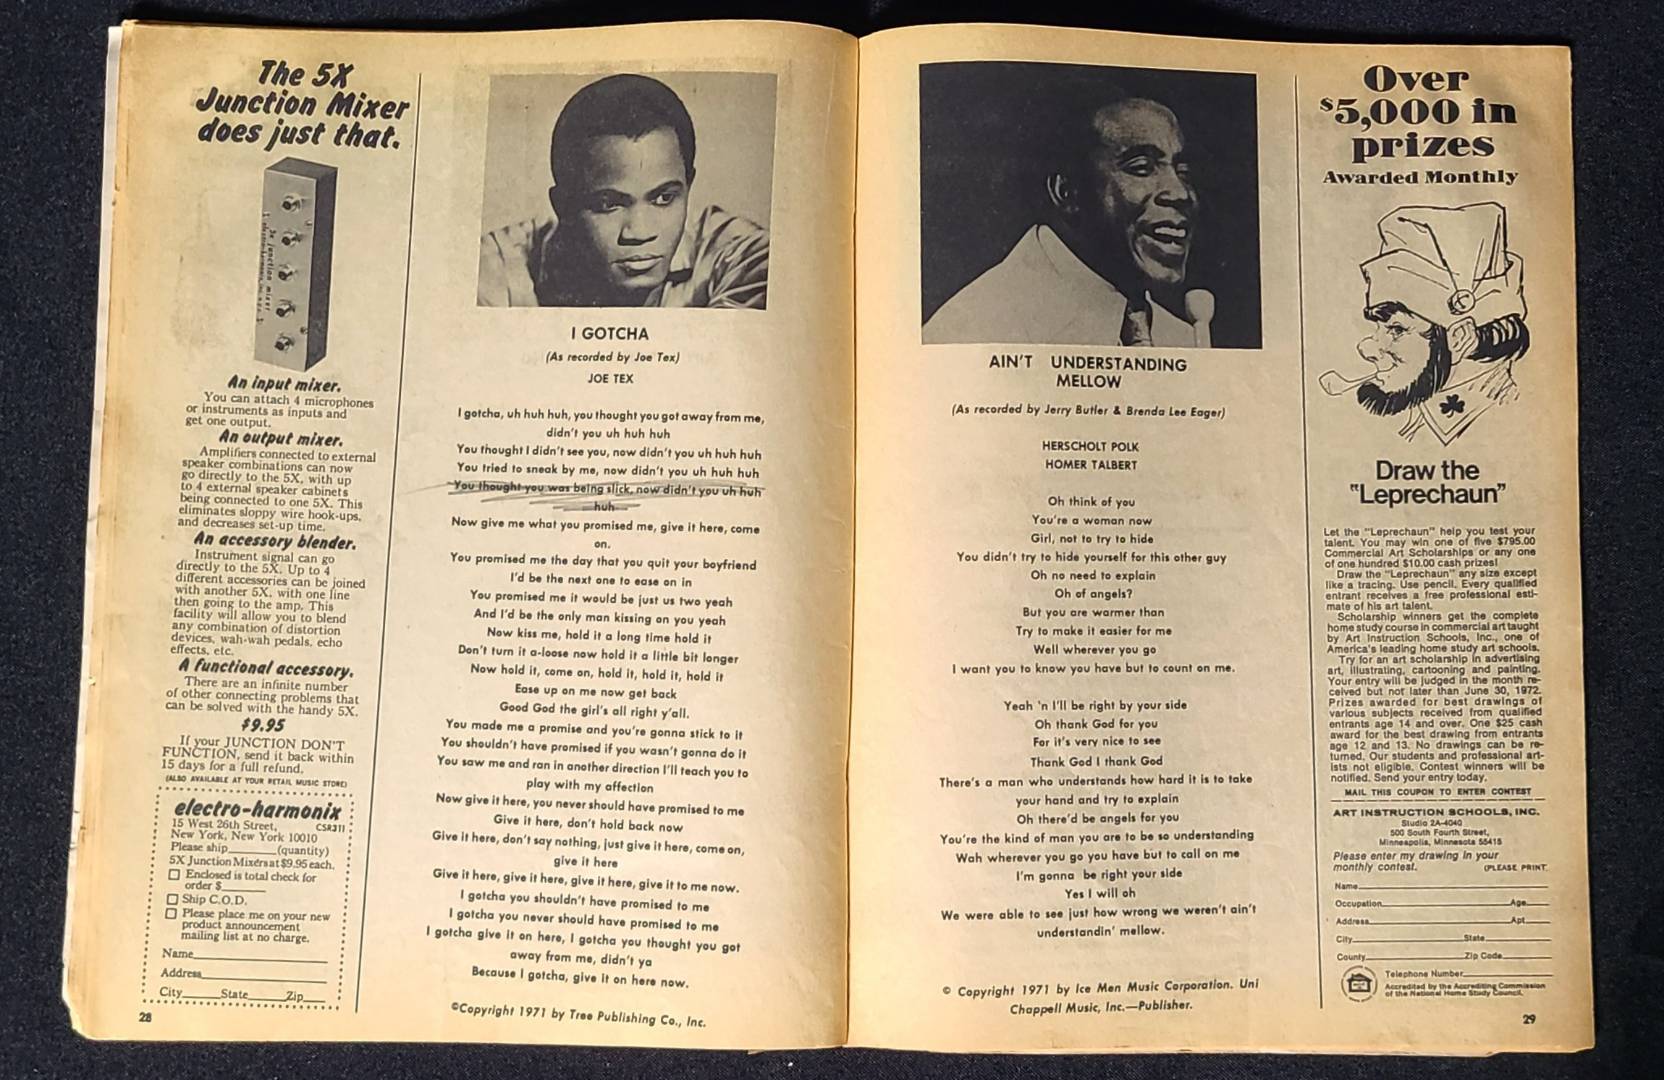 The 5X
Junction Mixer
does just that.
5x junction mixer
An input mixer.
You can attach 4 microphones
or instruments as inputs and
get one output.
An output mixer.
Amplifiers connected to external
speaker combinations can now
go directly to the 5X, with up
to 4 external speaker cabinets
being connected to one 5X. This
eliminates sloppy wire hook-ups,
and decreases set-up time.
An accessory blender.
Instrument signal can go
directly to the 5X. Up to 4
different accessories can be joined
with another 5X, with one line
then going to the amp. This
facility will allow you to blend
any combination of distortion
devices, wah-wah pedals, echo
effects, etc.
A functional accessory.
There are an infinite number
of other connecting problems that
can be solved with the handy 5X.
$9.95
If your JUNCTION DON'T
FUNCTION, send it back within
15 days for a full refund.
(ALSO AVAILABLE AT YOUR RETAIL MUSIC STORE)
electro-harmonix
15 West 26th Street, CSR311
New York, New York 10010
Please ship______(quantity)
5X Junction Mixers at $9.95 each.
Enclosed is total check for
order $______
Ship C.O.D.
Please place me on your new
product announcement
mailing list at no charge.
Name
Address
City State Zip
28
I GOTCHA
(As recorded by Joe Tex)
JOE TEX
I gotcha, uh huh huh, you thought you got away from me,
didn't you uh huh huh
You thought I didn't see you, now didn't you uh huh huh
You tried to sneak by me, now didn't you uh huh huh
You thought you was being slick, now didn't you uh huh
huh
Now give me what you promised me, give it here, come
on.
You promised me the day that you quit your boyfriend
I'd be the next one to ease on in
You promised me it would be just us two yeah
And I'd be the only man kissing on you yeah
Now kiss me, hold it a long time hold it
Don't turn it a-loose now hold it a little bit longer
Now hold it, come on, hold it, hold it, hold it
Ease up on me now get back
Good God the girl's all right y'all.
You made me a promise and you're gonna stick to it
You shouldn't have promised if you wasn't gonna do it
You saw me and ran in another direction I'll teach you to
play with my affection
Now give it here, you never should have promised to me
Give it here, don't hold back now
Give it here, don't say nothing, just give it here, come on,
give it here
Give it here, give it here, give it here, give it to me now.
I gotcha you shouldn't have promised to me
I gotcha you never should have promised to me
I gotcha give it on here, I gotcha you thought you got
away from me, didn't ya
Because I gotcha, give it on here now.
©Copyright 1971 by Tree Publishing Co., Inc.
AIN'T UNDERSTANDING
MELLOW
(As recorded by Jerry Butler & Brenda Lee Eager)
HERSCHOLT POLK
HOMER TALBERT
Oh think of you
You're a woman now
Girl, not to try to hide
You didn't try to hide yourself for this other guy
Oh no need to explain
Oh of angels?
But you are warmer than
Try to make it easier for me
Well wherever you go
I want you to know you have but to count on me.
Yeah 'n I'll be right by your side
Oh thank God for you
For it's very nice to see
Thank God I thank God
There's a man who understands how hard it is to take
your hand and try to explain
Oh there'd be angels for you
You're the kind of man you are to be so understanding
Wah wherever you go you have but to call on me
I'm gonna be right your side
Yes I will oh
We were able to see just how wrong we weren't ain't
understandin' mellow.
© Copyright 1971 by Ice Men Music Corporation. Uni
Chappell Music, Inc.—Publisher.
Over
$5,000 in
prizes
Awarded Monthly
Draw the
"Leprechaun"
Let the "Leprechaun" help you test your
talent. You may win one of five $795.00
Commercial Art Scholarships or any one
of one hundred $10.00 cash prizes!
Draw the "Leprechaun" any size except
like a tracing. Use pencil. Every qualified
entrant receives a free professional esti-
mate of his art talent.
Scholarship winners get the complete
home study course in commercial art taught
by Art Instruction Schools, Inc., one of
America's leading home study art schools.
Try for an art scholarship in advertising
art, illustrating, cartooning and painting.
Your entry will be judged in the month re-
ceived but not later than June 30, 1972.
Prizes awarded for best drawings of
various subjects received from qualified
entrants age 14 and over. One $25 cash
award for the best drawing from entrants
age 12 and 13. No drawings can be re-
turned. Our students and professional art-
ists not eligible. Contest winners will be
notified. Send your entry today.
MAIL THIS COUPON TO ENTER CONTEST
ART INSTRUCTION SCHOOLS, INC.
Studio 2A-4040
500 South Fourth Street,
Minneapolis, Minnesota 55415
Please enter my drawing in your
monthly contest. (PLEASE PRINT
Name
Occupation Age
Address Apt
City State
County Zip Code
Telephone Number
Accredited by the Accrediting Commission
of the National Home Study Council.
29